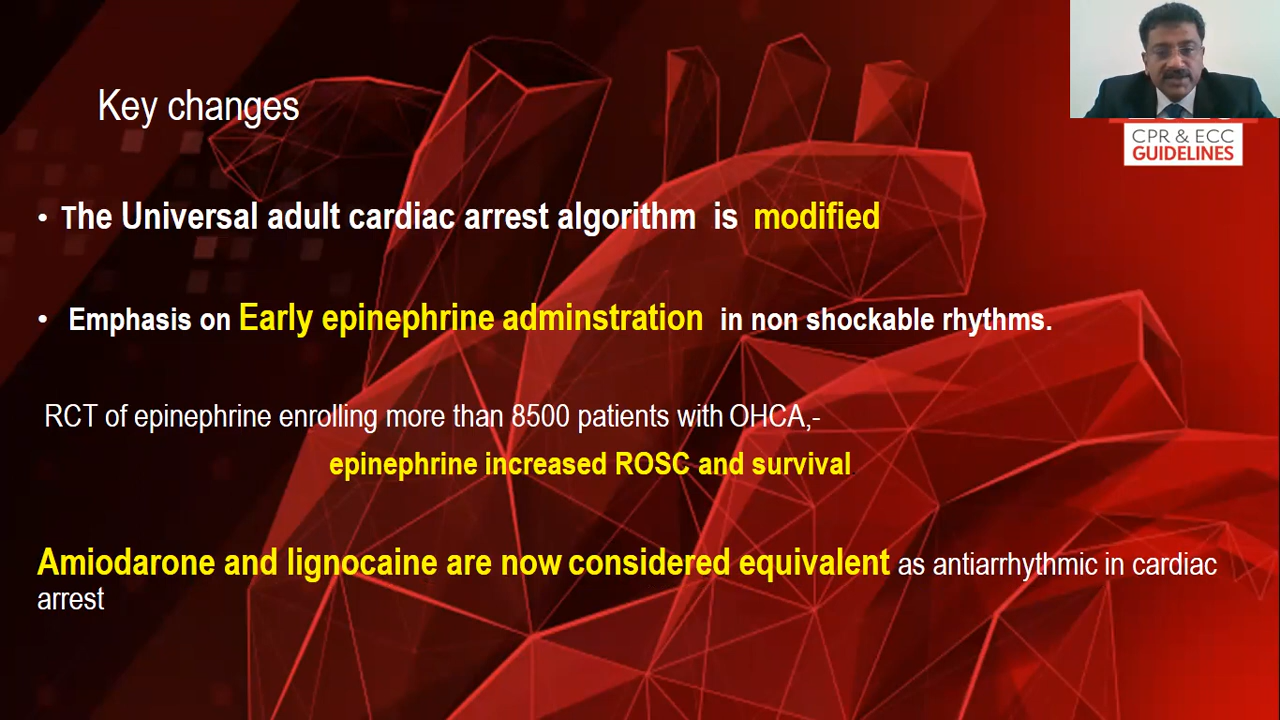 Key changes
CPR & ECC
GUIDELINES
• The Universal adult cardiac arrest algorithm is modified
• Emphasis on Early epinephrine adminstration in non shockable rhythms.
RCT of epinephrine enrolling more than 8500 patients with OHCA,-
epinephrine increased ROSC and survival
Amiodarone and lignocaine are now considered equivalent as antiarrhythmic in cardiac
arrest